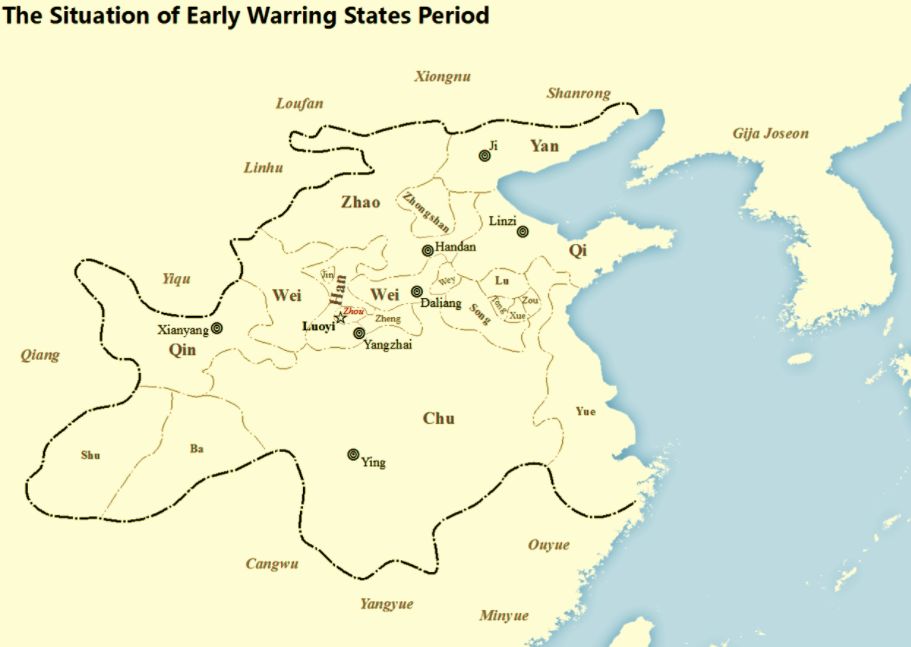 The Situation of Early Warring States Period
Xiongnu
Shanrong
Loufan
Gija Joseon
Ji
Yan
Linhu
Zhao
Zhongshan
Linzi
Handan
Qi
Yiqu
Jin
Han
Wei
Wei
Wey
Lu
Daliang
Song
Teng
Zou
Xue
Zhou
Zheng
Luoyi
Xianyang
Yangzhai
Qin
Qiang
Chu
Yue
Shu
Ba
Ying
Cangwu
Ouyue
Yangyue
Minyue